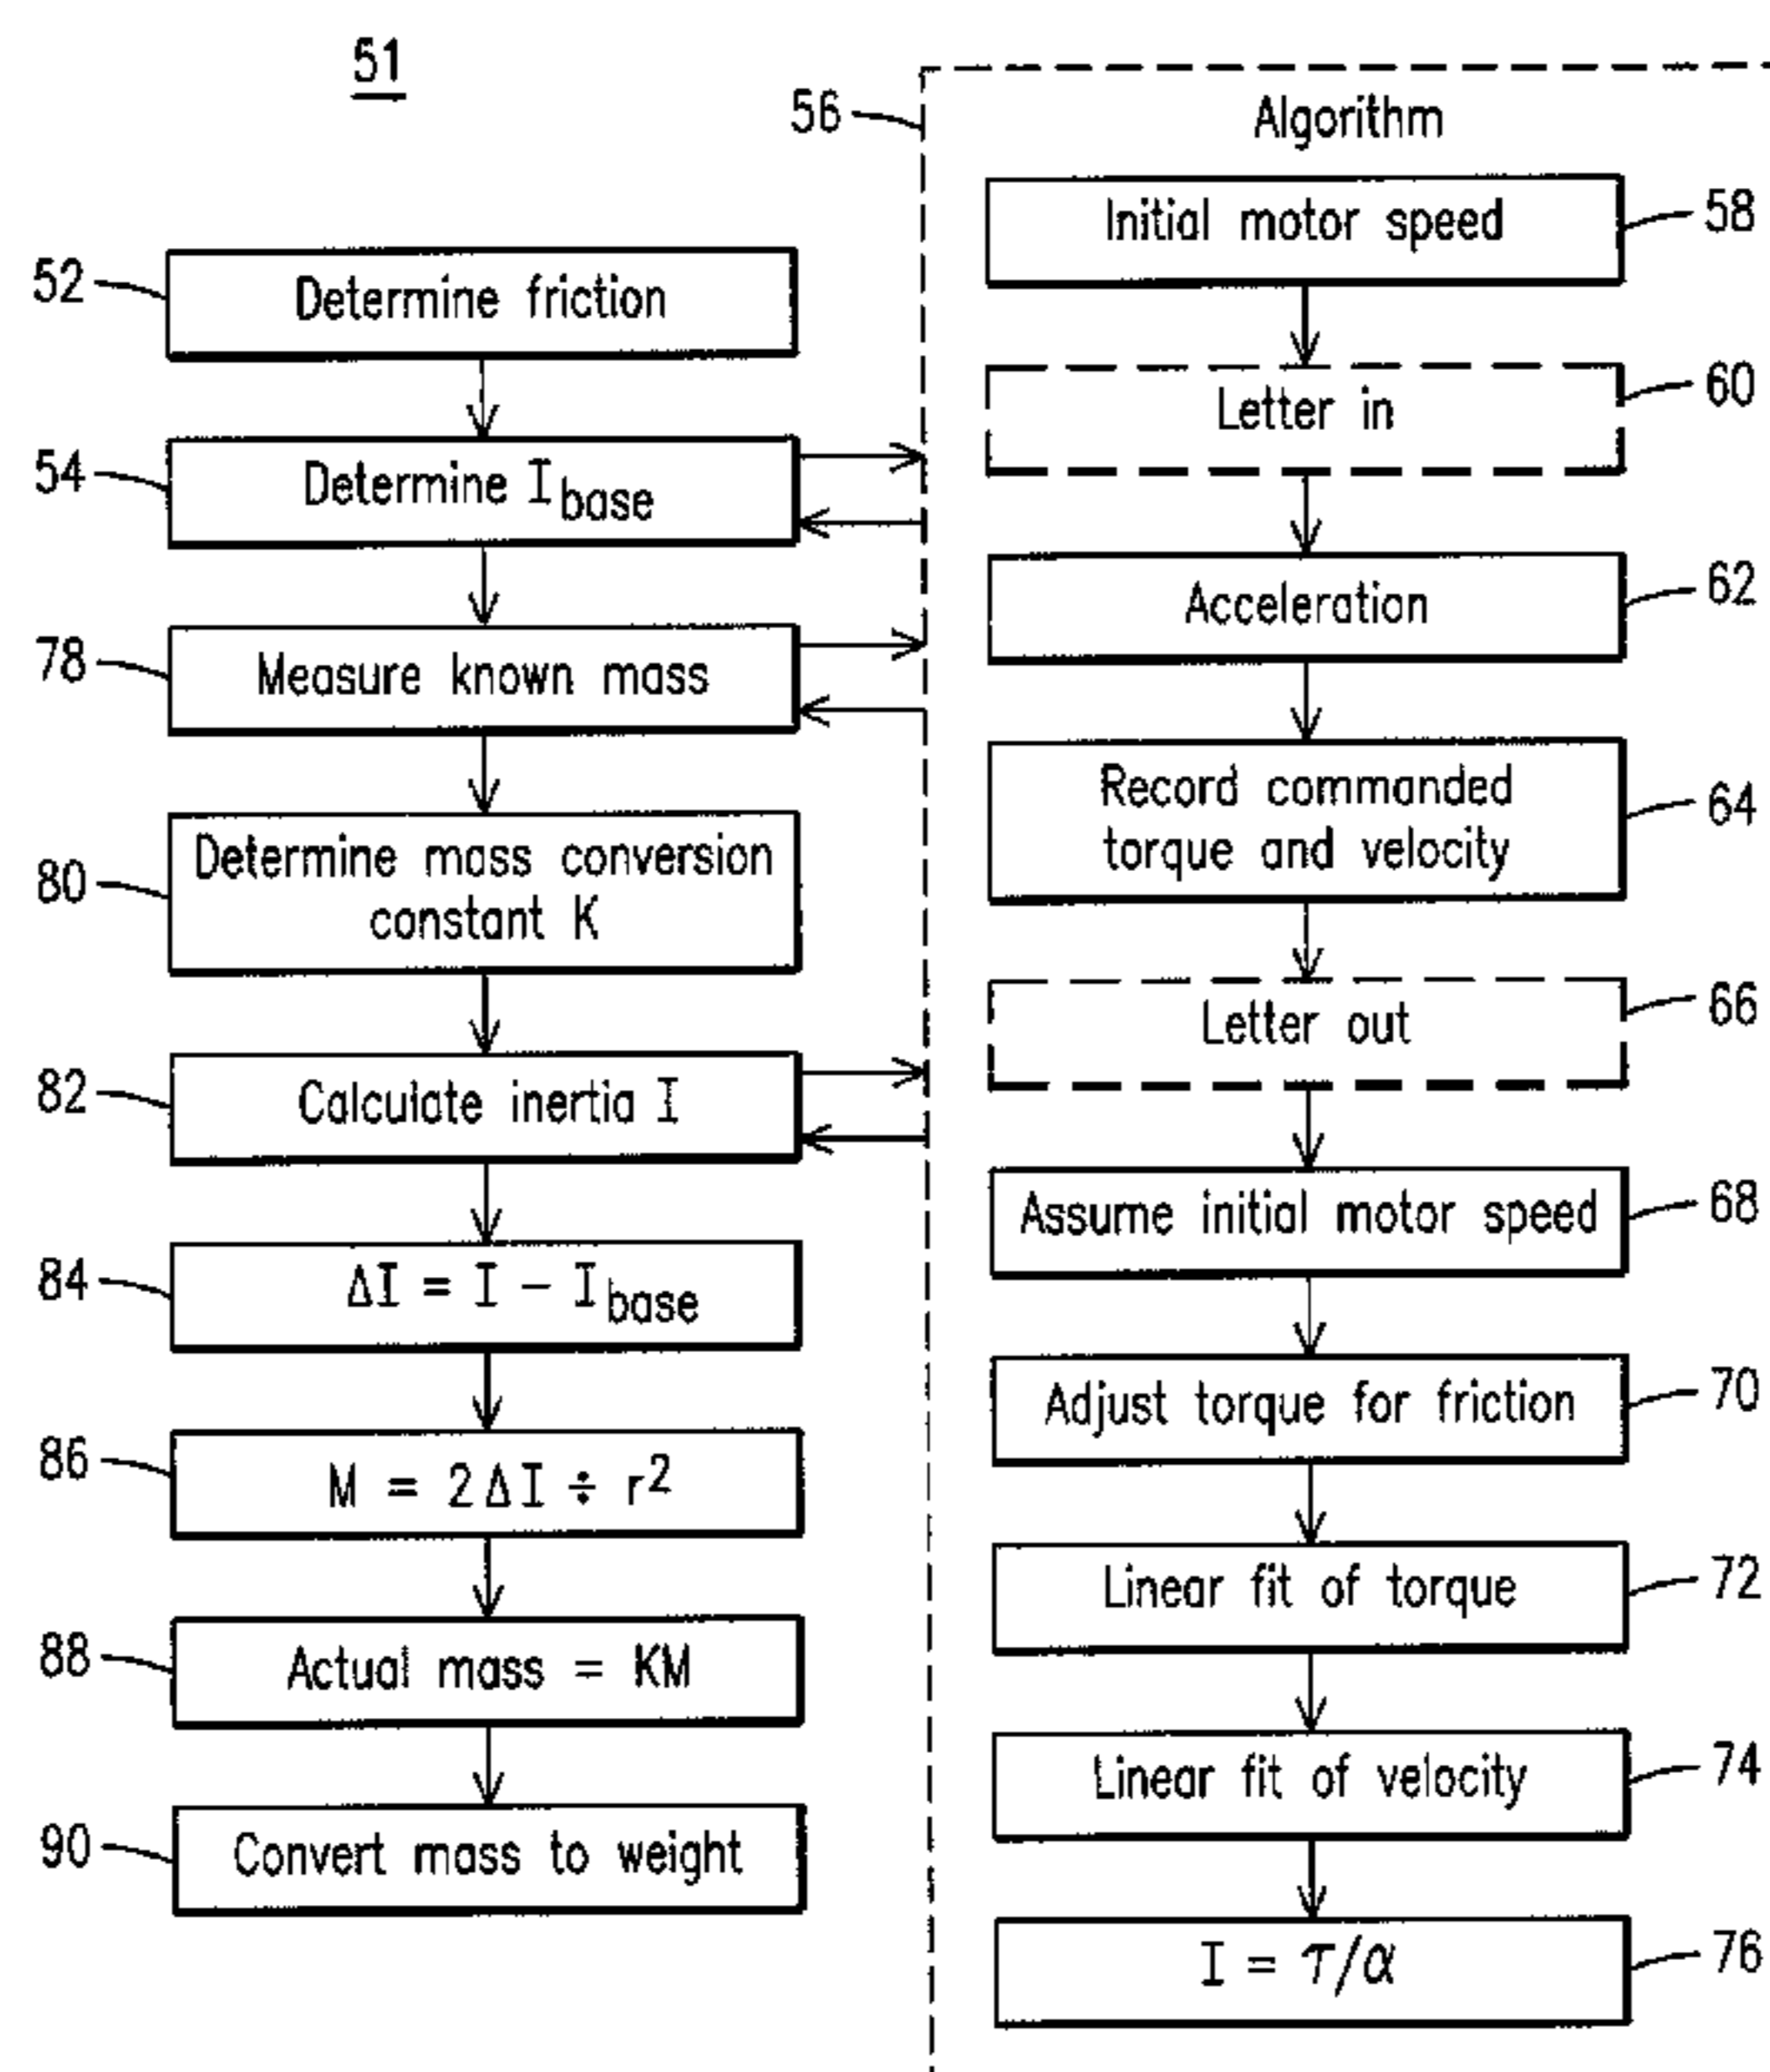 51
52
Determine friction
54
Determine I base
78
Measure known mass
80
Determine mass conversion
constant K
82
Calculate inertia I
84
ΔI = I - I base
86
M = 2ΔI ÷ r²
88
Actual mass = KM
90
Convert mass to weight
56
Algorithm
Initial motor speed
58
Letter in
60
Acceleration
62
Record commanded
torque and velocity
64
Letter out
66
Assume initial motor speed
68
Adjust torque for friction
70
Linear fit of torque
72
Linear fit of velocity
74
I = τ/α
76